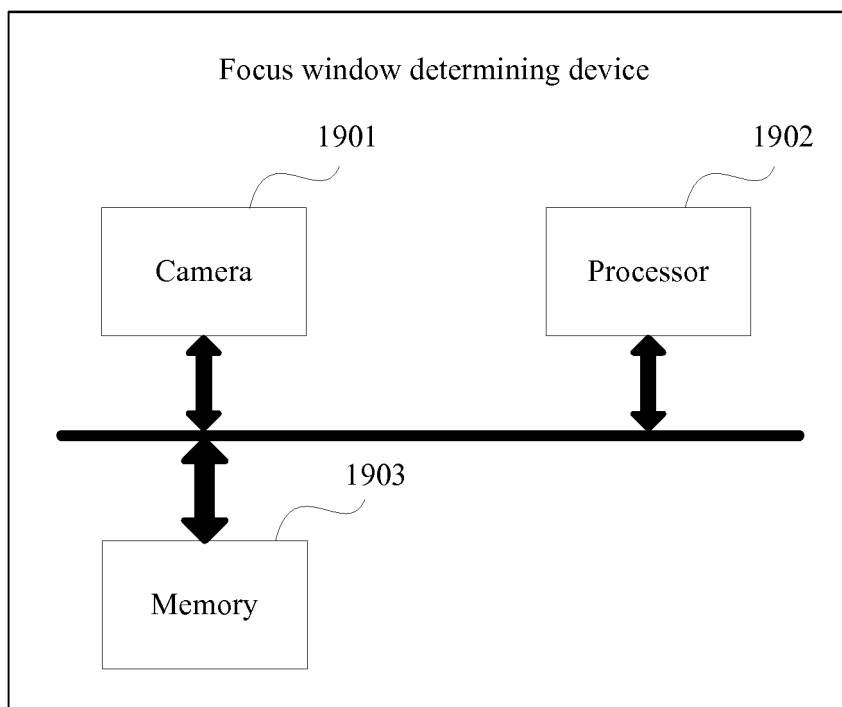 Focus window determining device
1901
1902
Camera
Processor
1903
Memory